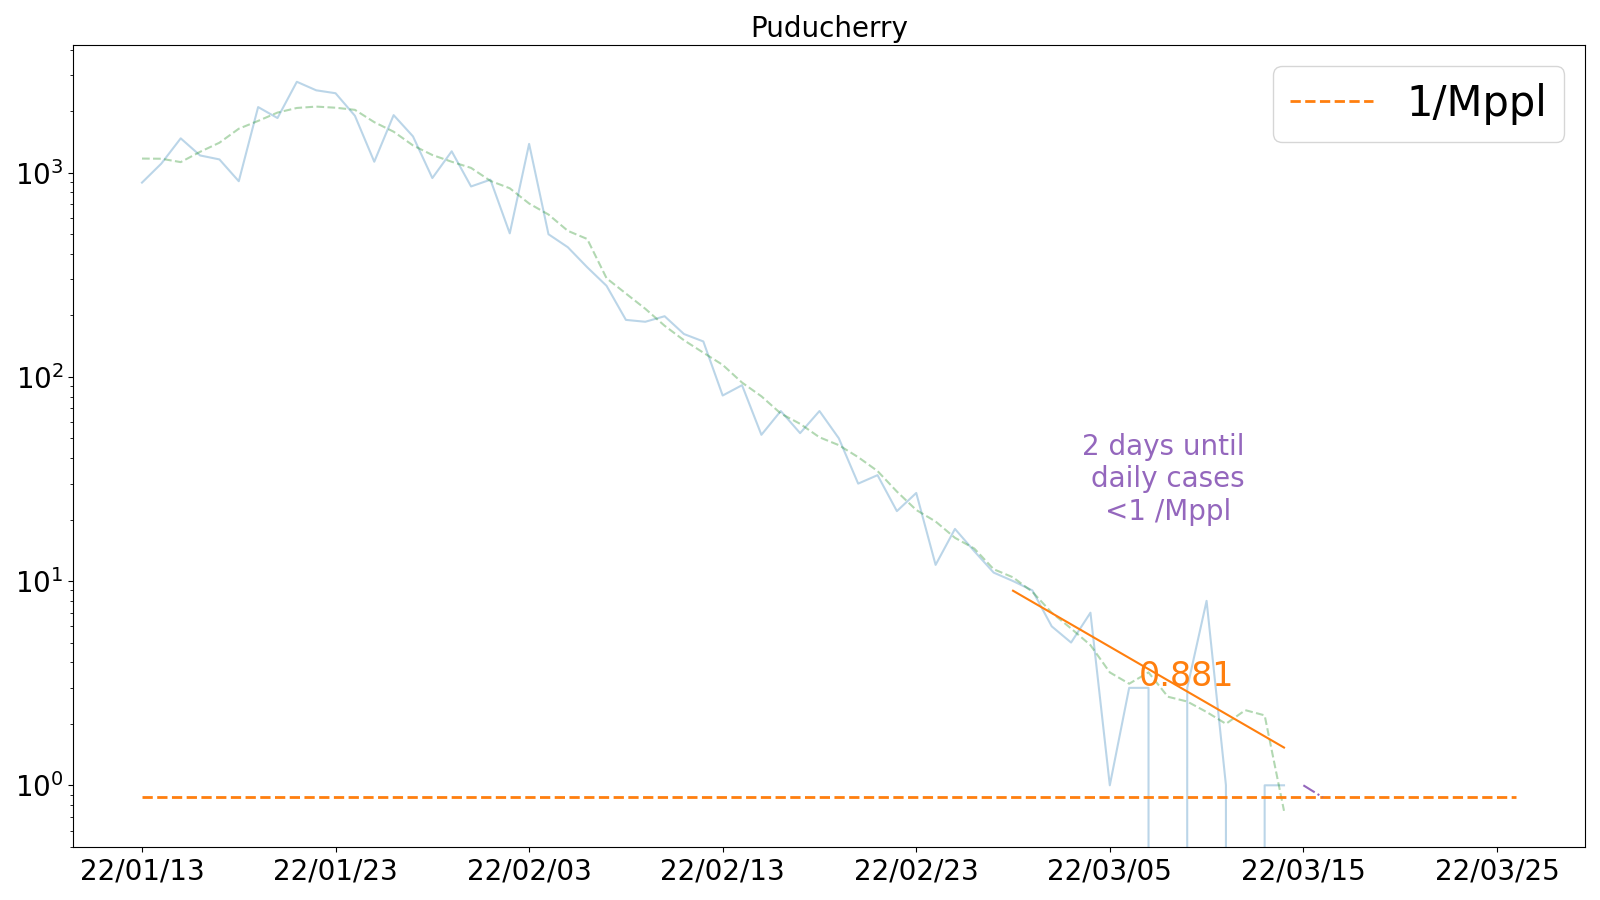 Puducherry
1/Mppl
10³
10²
10¹
10⁰
2 days until
daily cases
<1 /Mppl
0.881
22/01/13 22/01/23 22/02/03 22/02/13 22/02/23 22/03/05 22/03/15 22/03/25